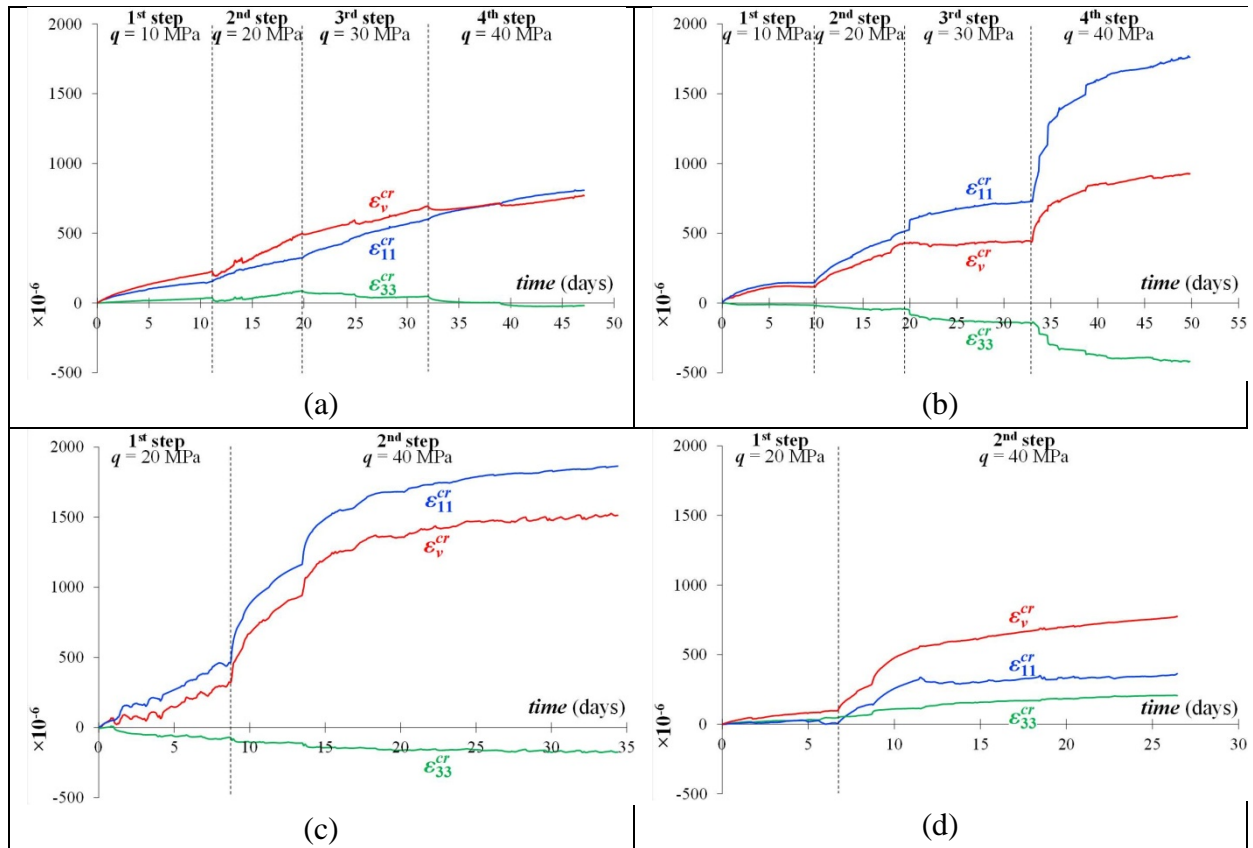 1st step 2nd step 3rd step 4th step
q = 10 MPa q = 20 MPa q = 30 MPa q = 40 MPa
2000
1500
1000
500
0
-500
×10-6
εvcr
ε11cr
ε33cr
time (days)
0 5 10 15 20 25 30 35 40 45 50
(a)
1st step 2nd step 3rd step 4th step
q = 10 MPa q = 20 MPa q = 30 MPa q = 40 MPa
2000
1500
1000
500
0
-500
×10-6
ε11cr
εvcr
ε33cr
time (days)
0 5 10 15 20 25 30 35 40 45 50 55
(b)
1st step 2nd step
q = 20 MPa q = 40 MPa
2000
1500
1000
500
0
-500
×10-6
ε11cr
εvcr
ε33cr
time (days)
0 5 10 15 20 25 30 35
(c)
1st step 2nd step
q = 20 MPa q = 40 MPa
2000
1500
1000
500
0
-500
×10-6
εvcr
ε11cr
ε33cr
time (days)
0 5 10 15 20 25 30
(d)